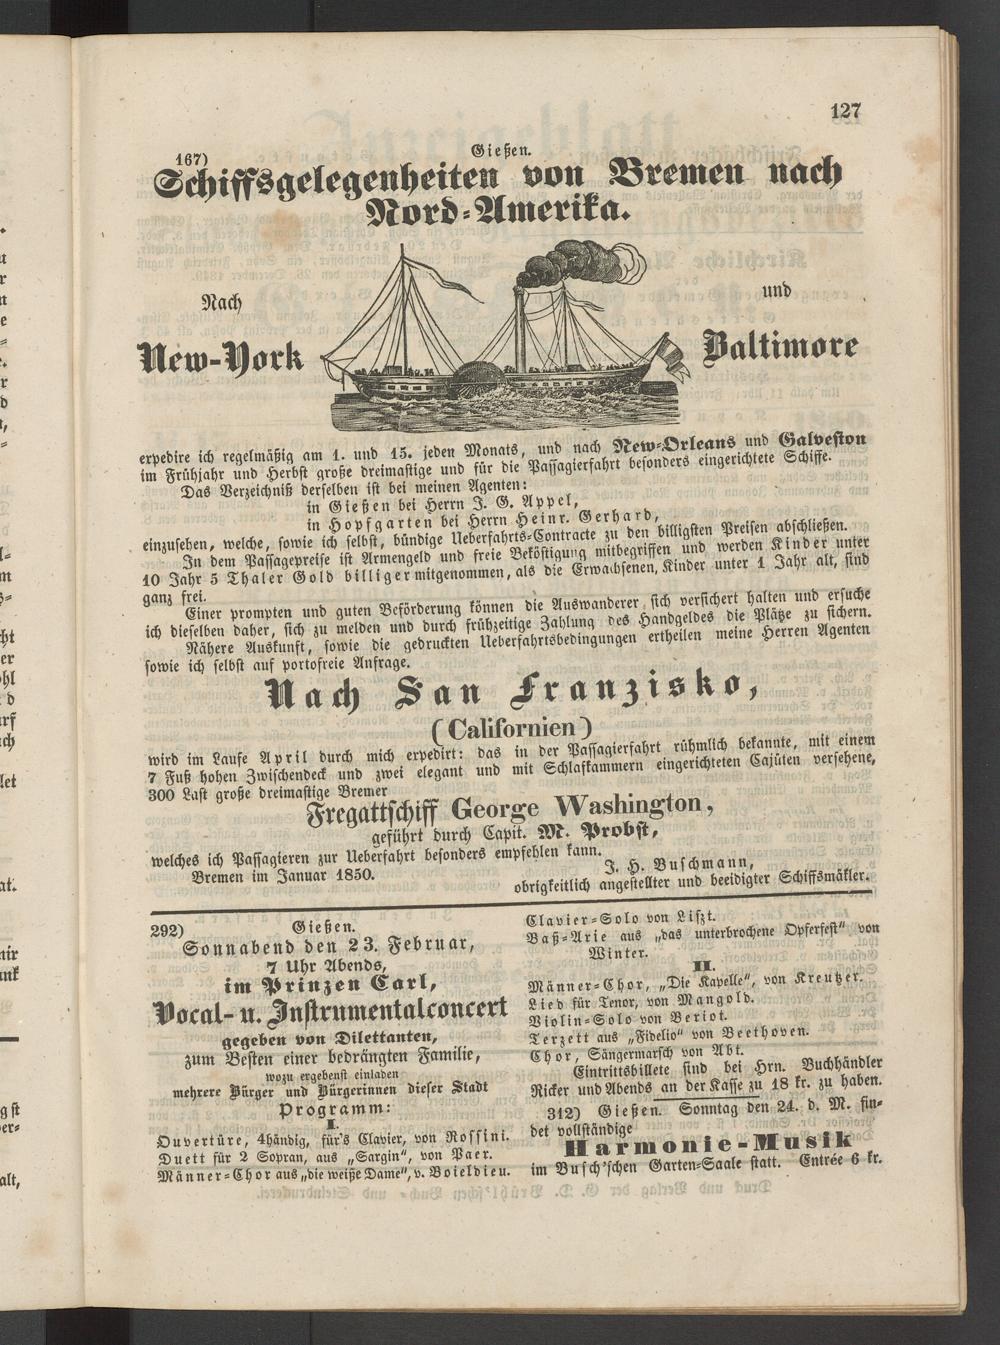 127
167) Gießen.
Schiffsgelegenheiten von Bremen nach
Nord-Amerika.
Nach
und
New-York
Baltimore
expedire ich regelmäßig am 1. und 15. jeden Monats, und nach New-Orleans und Galveston
im Frühjahr und Herbst große dreimastige und für die Passagierfahrt besonders eingerichtete Schiffe.
Das Verzeichniß derselben ist bei meinen Agenten:
in Gießen bei Herrn J. G. Appel,
in Hopfgarten bei Herrn Heinr. Gerhard,
einzusehen, welche, sowie ich selbst, bündige Ueberfahrts-Contracte zu den billigsten Preisen abschließen.
In dem Passagepreise ist Armengeld und freie Beköstigung mitbegriffen und werden Kinder unter
10 Jahr 5 Thaler Gold billiger mitgenommen, als die Erwachsenen, Kinder unter 1 Jahr alt, sind
ganz frei.
Einer prompten und guten Beförderung können die Auswanderer sich versichert halten und ersuche
ich dieselben daher, sich zu melden und durch frühzeitige Zahlung des Handgeldes die Plätze zu sichern.
Nähere Auskunft, sowie die gedruckten Ueberfahrtsbedingungen ertheilen meine Herren Agenten
sowie ich selbst auf portofreie Anfrage.
Nach San Franzisko,
(Californien)
wird im Laufe April durch mich expedirt: das in der Passagierfahrt rühmlich bekannte, mit einem
7 Fuß hohen Zwischendeck und zwei elegant und mit Schlafkammern eingerichteten Cajüten versehene,
300 Last große dreimastige Bremer
Fregattschiff George Washington,
geführt durch Capit. M. Probst,
welches ich Passagieren zur Ueberfahrt besonders empfehlen kann.
Bremen im Januar 1850.
J. H. Buschmann,
obrigkeitlich angestellter und beeidigter Schiffsmäkler.
292) Gießen.
Sonnabend den 23. Februar,
7 Uhr Abends,
im Prinzen Carl,
Vocal- u. Instrumentalconcert
gegeben von Dilettanten,
zum Besten einer bedrängten Familie,
wozu ergebenst einladen
mehrere Bürger und Bürgerinnen dieser Stadt
Programm:
I.
Ouvertüre, 4händig, für's Clavier, von Rossini.
Duett für 2 Sopran, aus „Sargin", von Paer.
Männer-Chor aus „die weiße Dame", v. Boieldieu.
Clavier-Solo von Liszt.
Baß-Arie aus „das unterbrochene Opferfest" von
Winter.
II.
Männer-Chor, „Die Kapelle", von Kreutzer.
Lied für Tenor, von Mangold.
Violin-Solo von Beriot.
Terzett aus „Fidelio" von Beethoven.
Chor, Sängermarsch von Abt.
Eintrittsbillete sind bei Hrn. Buchhändler
Ricker und Abends an der Kasse zu 18 kr. zu haben.
312) Gießen. Sonntag den 24. d. M. fin-
det vollständige
Harmonie-Musik
im Busch'schen Garten-Saale statt. Entrée 6 kr.